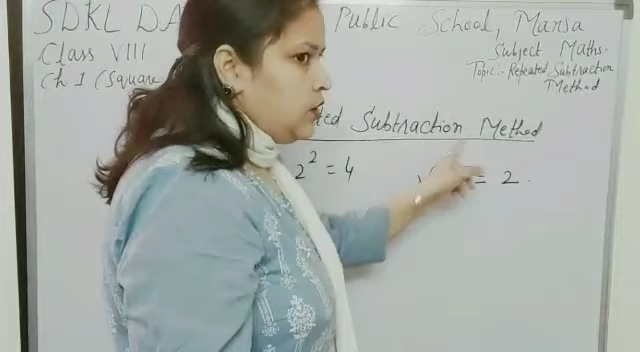 SDKL DA Public School, Mansa
Class VIII Subject Maths.
Ch 1 (Square Topic:- Repeated Subtraction
Method
ted Subtraction Method
2² = 4 √ = 2.